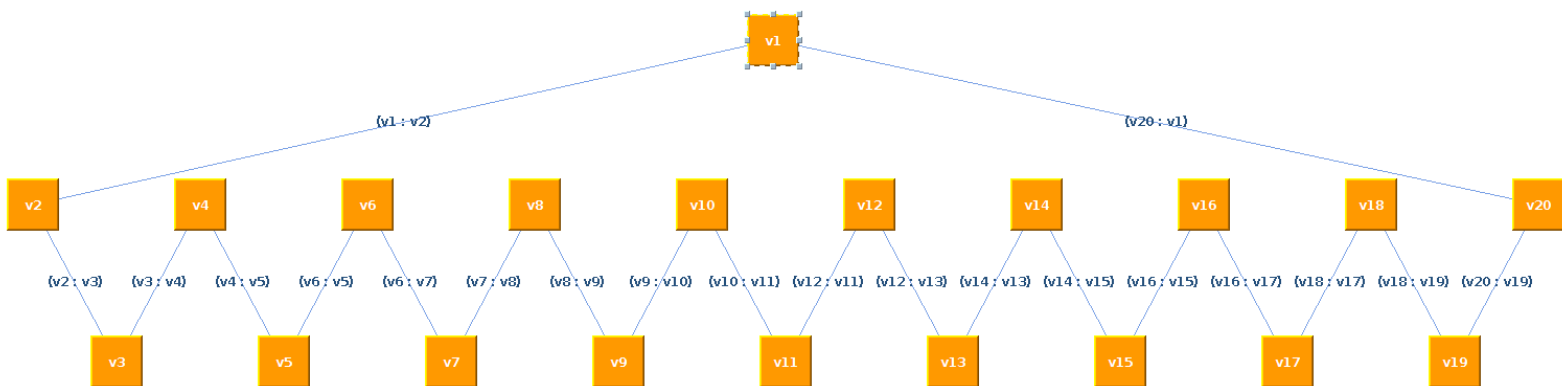 v1
(v1 : v2) (v20 : v1)
v2 v4 v6 v8 v10 v12 v14 v16 v18 v20
(v2 : v3) (v3 : v4) (v4 : v5) (v6 : v5) (v6 : v7) (v7 : v8) (v8 : v9) (v9 : v10) (v10 : v11) (v12 : v11) (v12 : v13) (v14 : v13) (v14 : v15) (v16 : v15) (v16 : v17) (v18 : v17) (v18 : v19) (v20 : v19)
v3 v5 v7 v9 v11 v13 v15 v17 v19